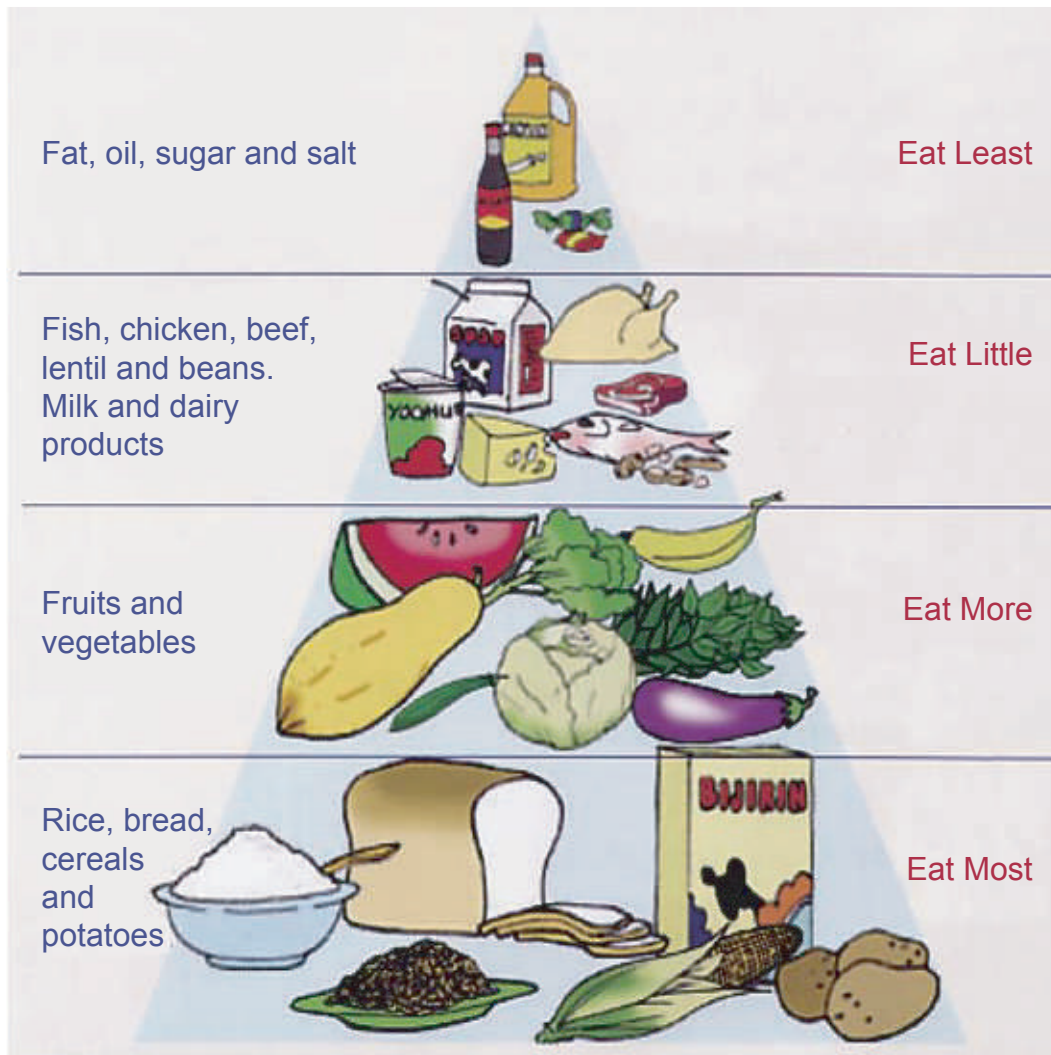 Fat, oil, sugar and salt
Eat Least
Fish, chicken, beef,
lentil and beans.
Milk and dairy
products
Eat Little
SUSU
YOGHU
Fruits and
vegetables
Eat More
Rice, bread,
cereals
and
potatoes
Eat Most
BIJIRIN